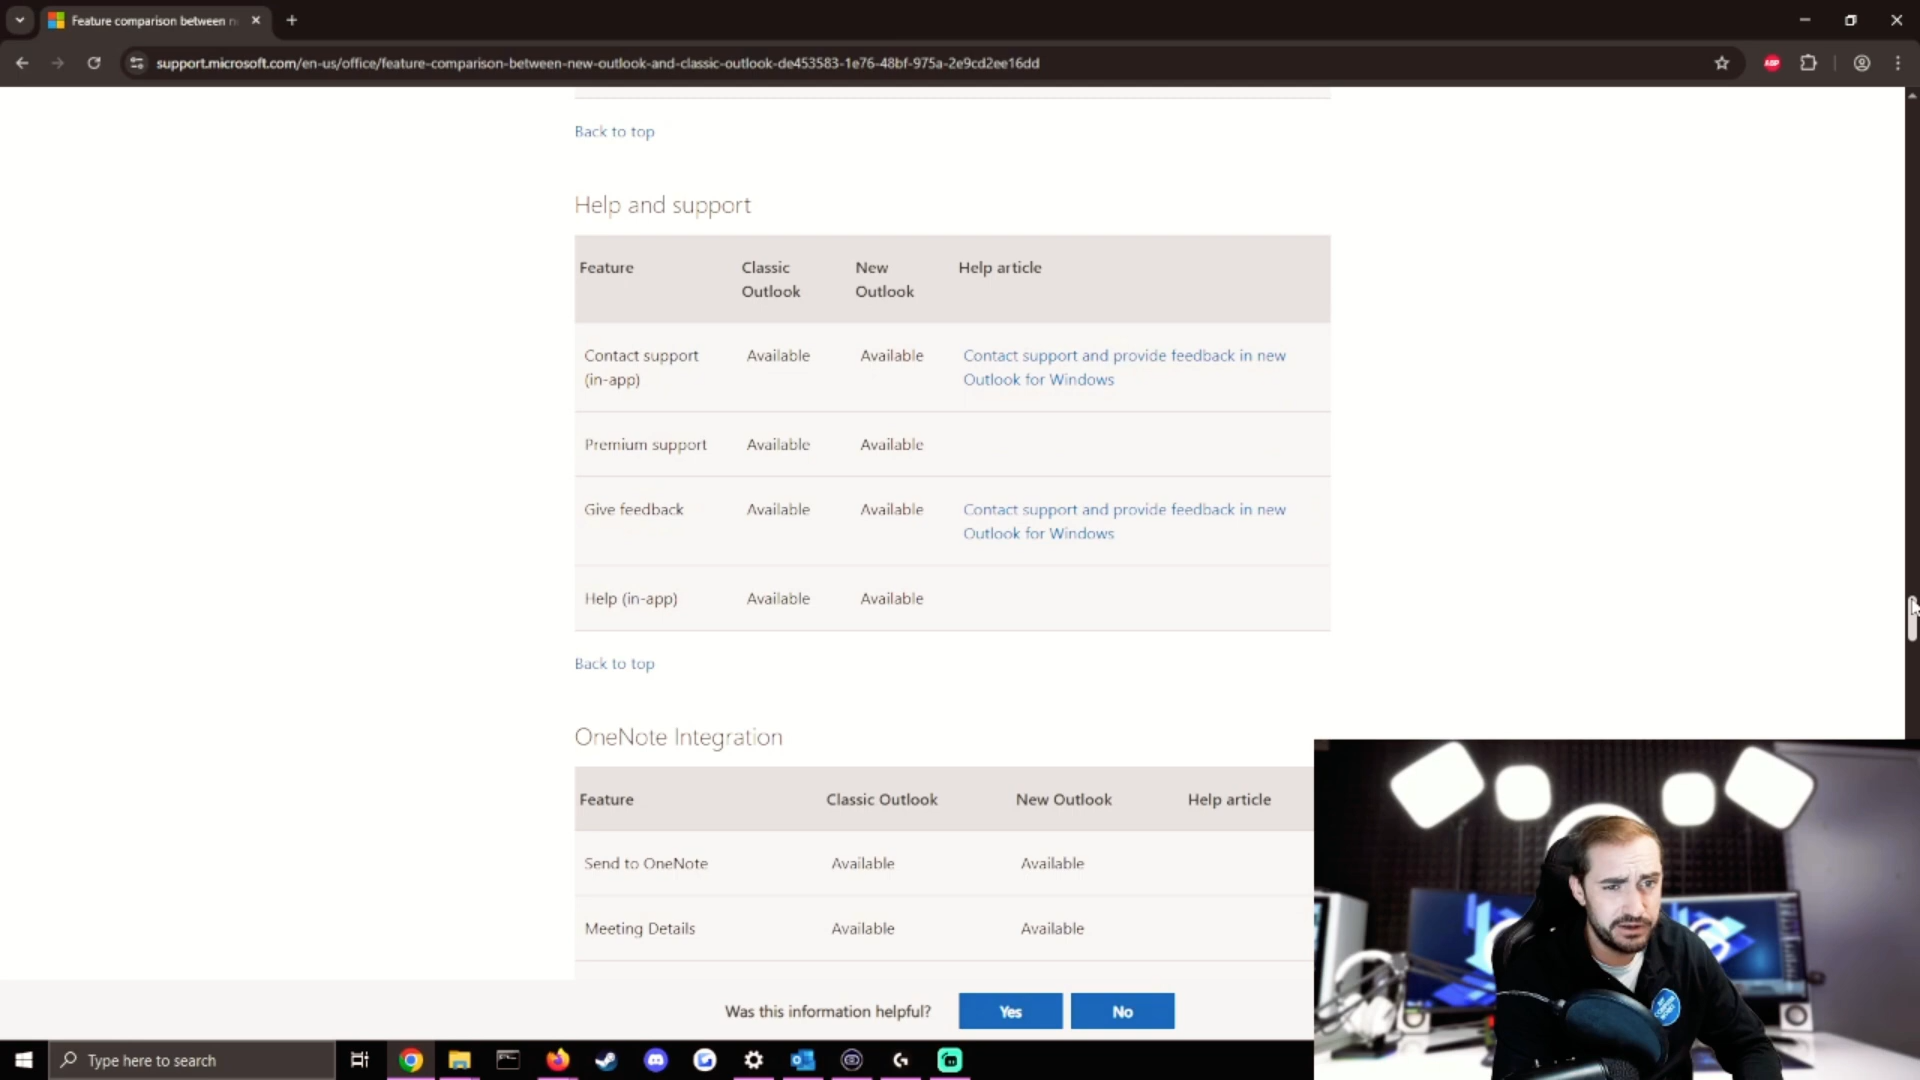 Feature comparison between n
support.microsoft.com/en-us/office/feature-comparison-between-new-outlook-and-classic-outlook-de453583-1e76-48bf-975a-2e9cd2ee16dd
ABP
Back to top
Help and support
Feature Classic Outlook New Outlook Help article
Contact support (in-app) Available Available Contact support and provide feedback in new Outlook for Windows
Premium support Available Available
Give feedback Available Available Contact support and provide feedback in new Outlook for Windows
Help (in-app) Available Available
Back to top
OneNote Integration
Feature Classic Outlook New Outlook Help article
Send to OneNote Available Available
Meeting Details Available Available
Was this information helpful? Yes No
Type here to search